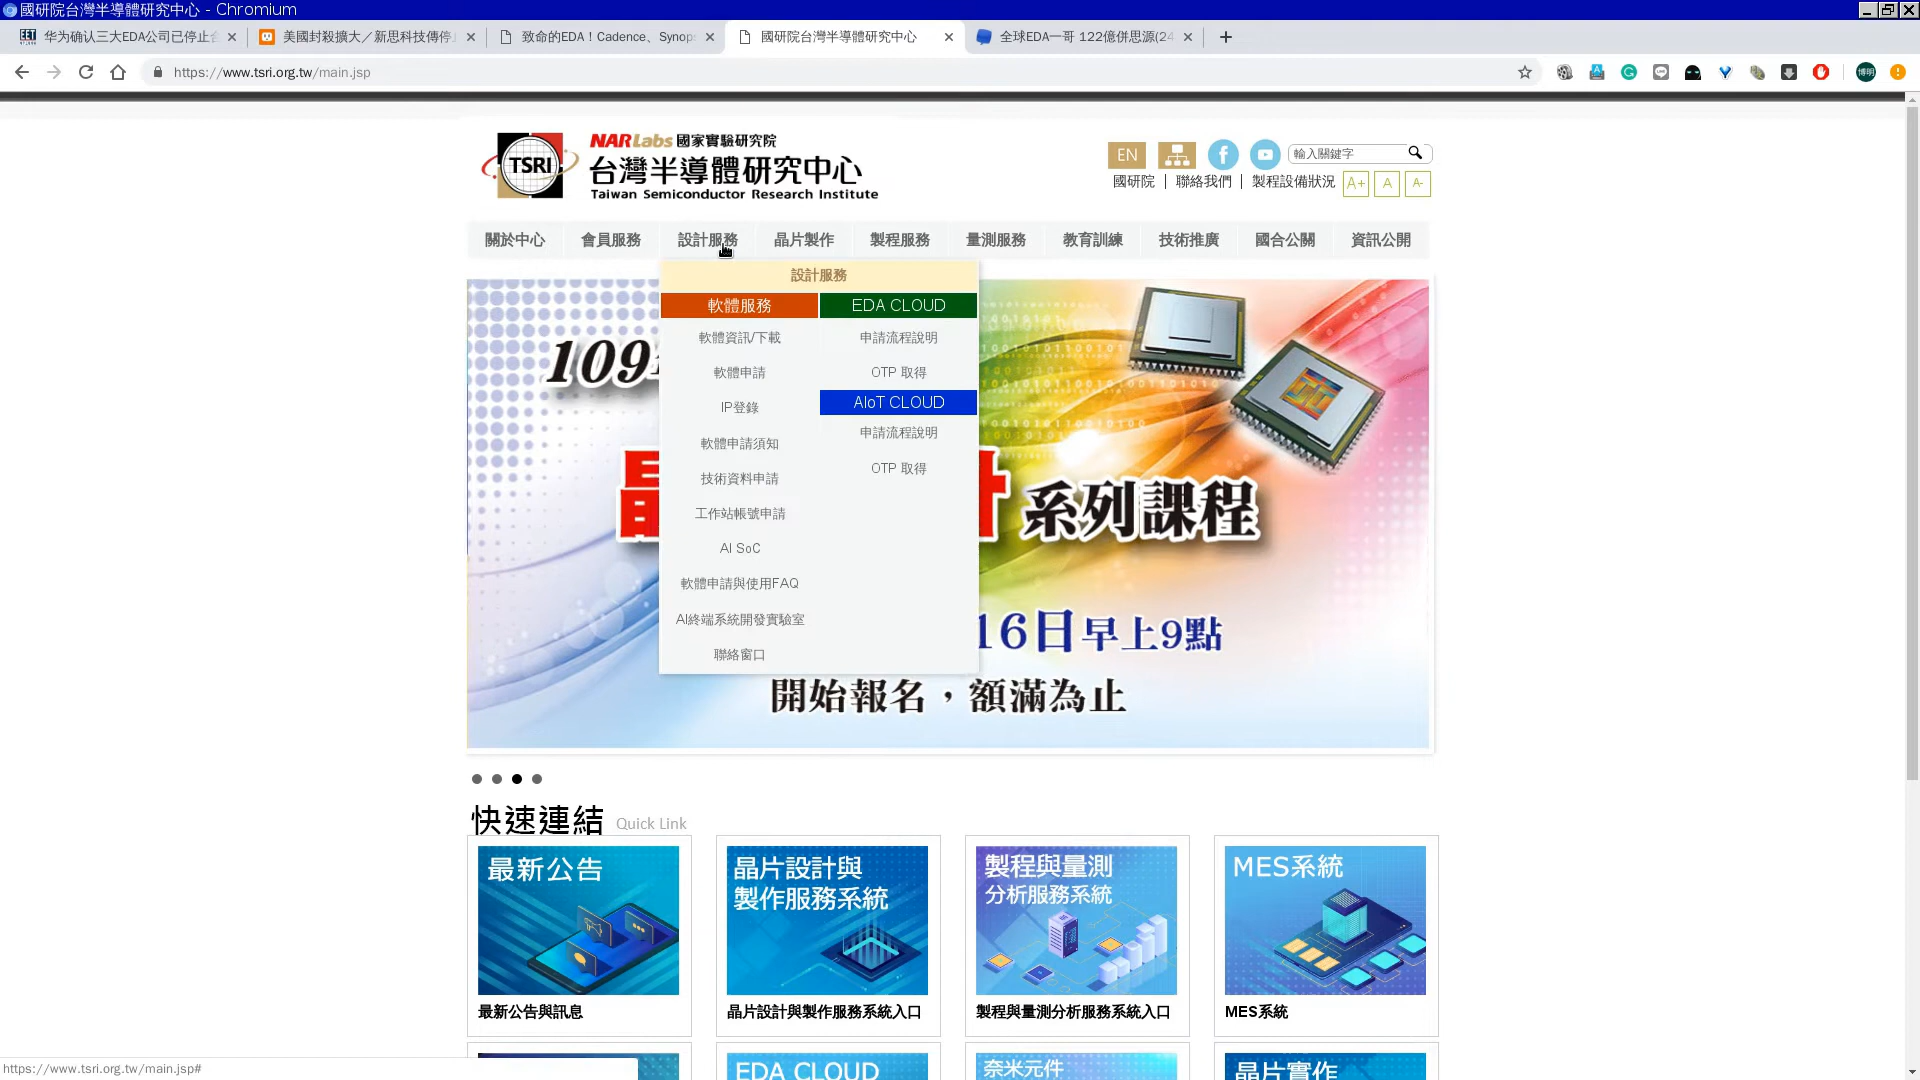 國研院台灣半導體研究中心 - Chromium
华为确认三大EDA公司已停止
美國封殺擴大／新思科技傳停
致命的EDA！Cadence、Synop
國研院台灣半導體研究中心
全球EDA一哥 122億併思源(24
https://www.tsri.org.tw/main.jsp
博明
TSRI
NARLabs 國家實驗研究院
台灣半導體研究中心
Taiwan Semiconductor Research Institute
EN
輸入關鍵字
國研院 | 聯絡我們 | 製程設備狀況 A+ A A-
關於中心 會員服務 設計服務 晶片製作 製程服務 量測服務 教育訓練 技術推廣 國合公關 資訊公開
設計服務
軟體服務 EDA CLOUD
軟體資訊/下載 申請流程說明
軟體申請 OTP 取得
IP登錄 AIoT CLOUD
軟體申請須知 申請流程說明
技術資料申請 OTP 取得
工作站帳號申請
AI SoC
軟體申請與使用FAQ
AI終端系統開發實驗室
聯絡窗口
109
系列課程
16日早上9點
開始報名，額滿為止
快速連結 Quick Link
最新公告
最新公告與訊息
晶片設計與
製作服務系統
晶片設計與製作服務系統入口
製程與量測
分析服務系統
製程與量測分析服務系統入口
MES系統
MES系統
EDA CLOUD
奈米元件
晶片實作
https://www.tsri.org.tw/main.jsp#